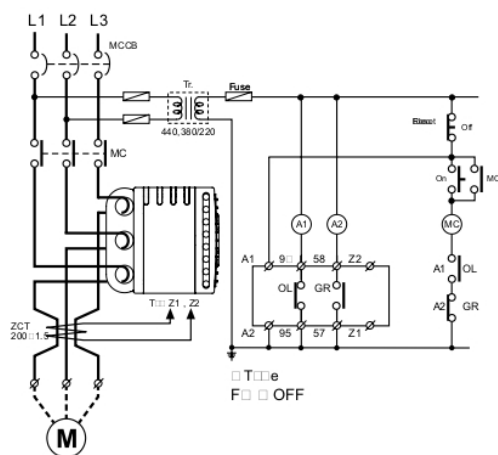 L1 L2 L3
MCCB
Tr.
Fuse
440,380/220
Off
MC
On
MC
A1 A2 MC
A1 58 Z2
OL GR
A1 OL
A2 GR
A2 95 57 Z1
Z1 , Z2
ZCT
OFF
M